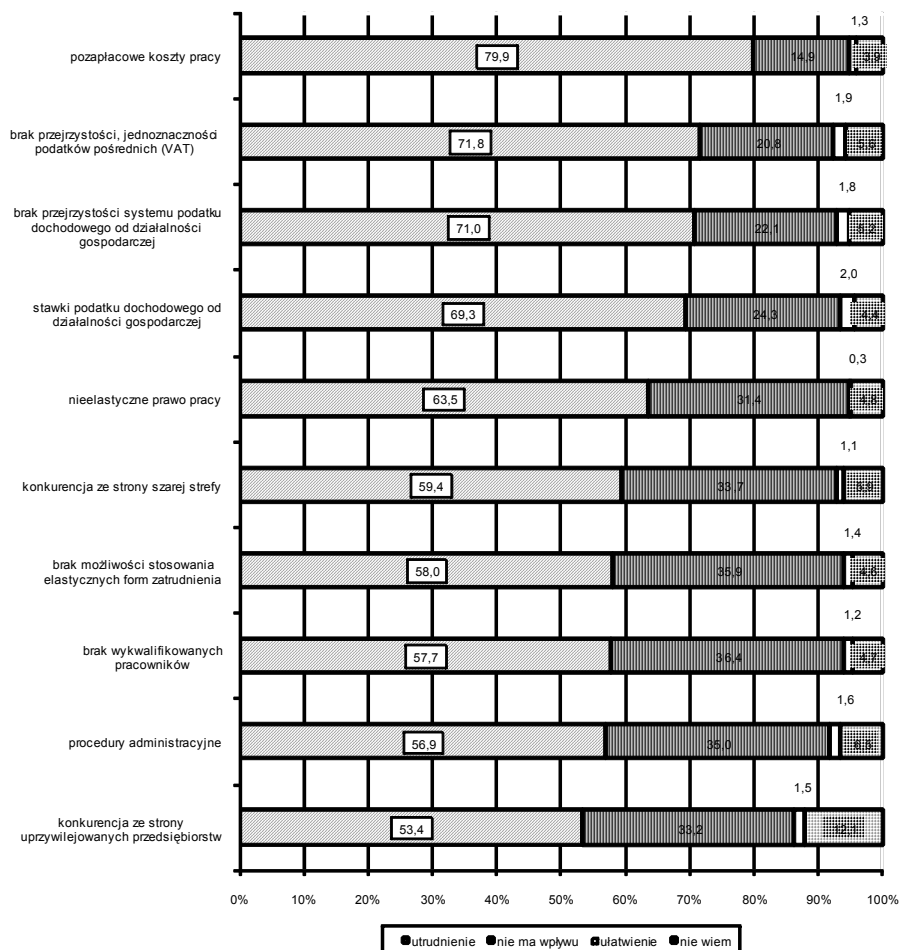 1,3
pozapłacowe koszty pracy
79,9
14,9
3,9
1,9
brak przejrzystości, jednoznaczności
podatków pośrednich (VAT)
71,8
20,8
5,6
1,8
brak przejrzystości systemu podatku
dochodowego od działalności
gospodarczej
71,0
22,1
5,2
2,0
stawki podatku dochodowego od
działalności gospodarczej
69,3
24,3
4,4
0,3
nieelastyczne prawo pracy
63,5
31,4
4,8
1,1
konkurencja ze strony szarej strefy
59,4
33,7
5,9
1,4
brak możliwości stosowania
elastycznych form zatrudnienia
58,0
35,9
4,6
1,2
brak wykwalifikowanych
pracowników
57,7
36,4
4,7
1,6
procedury administracyjne
56,9
35,0
6,5
1,5
konkurencja ze strony
uprzywilejowanych przedsiębiorstw
53,4
33,2
12,1
0% 10% 20% 30% 40% 50% 60% 70% 80% 90% 100%
utrudnienie nie ma wpływu ułatwienie nie wiem